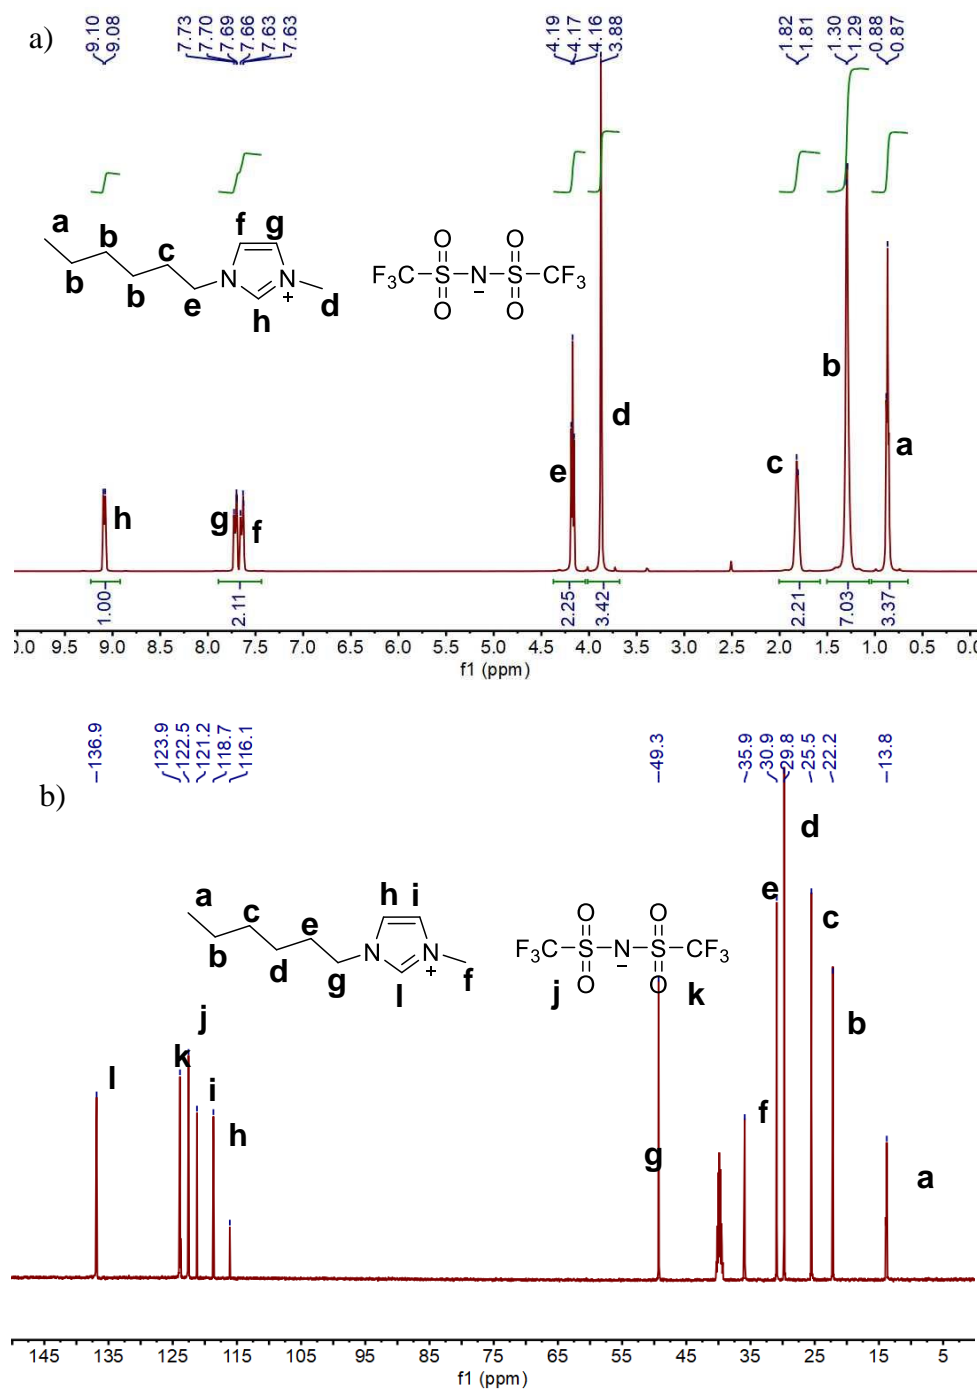 a)
9.10
9.08
7.73
7.70
7.69
7.66
7.63
7.63
4.19
4.17
4.16
3.88
1.82
1.81
1.30
1.29
0.88
0.87
a
b
b
b
c
e
f
g
h
d
N
N
+
F3C
S
O
O
N
−
S
O
O
CF3
h
g
f
e
d
c
b
a
1.00
2.11
2.25
3.42
2.21
7.03
3.37
0.0 9.5 9.0 8.5 8.0 7.5 7.0 6.5 6.0 5.5 5.0 4.5 4.0 3.5 3.0 2.5 2.0 1.5 1.0 0.5 0.0
f1 (ppm)
b)
136.9
123.9
122.5
121.2
118.7
116.1
49.3
35.9
30.9
29.8
25.5
22.2
13.8
a
b
c
d
e
g
h
i
l
f
N
N
+
F3C
S
O
O
N
−
S
O
O
CF3
j
k
l
k
j
i
h
g
f
e
d
c
b
a
145 135 125 115 105 95 85 75 65 55 45 35 25 15 5
f1 (ppm)